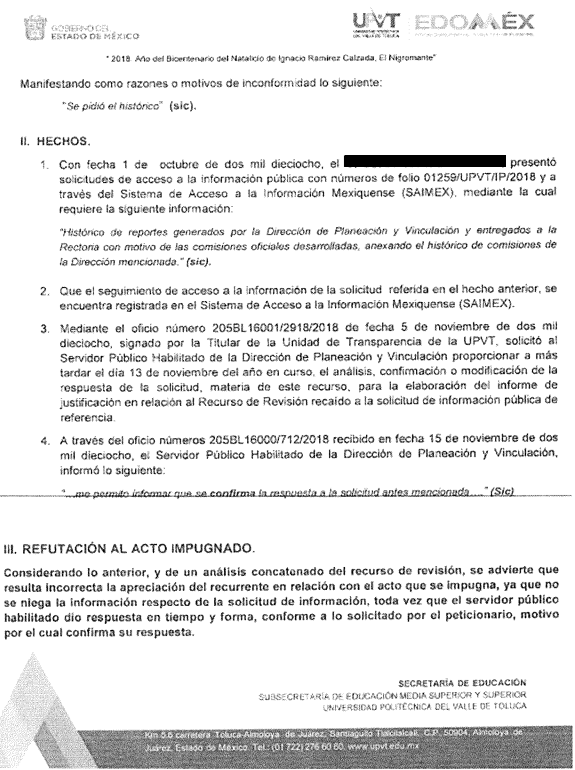 GOBIERNO DEL
ESTADO DE MÉXICO
UPVT
EDOMÉX
" 2018. Año del Bicentenario del Natalicio de Ignacio Ramírez Calzada, El Nigromante"
Manifestando como razones o motivos de inconformidad lo siguiente:
"Se pidió el histórico" (sic).
II. HECHOS.
1. Con fecha 1 de octubre de dos mil dieciocho, el presentó
solicitudes de acceso a la información pública con números de folio 01259/UPVT/IP/2018 y a
través del Sistema de Acceso a la Información Mexiquense (SAIMEX), mediante la cual
requiere la siguiente información:
"Histórico de reportes generados por la Dirección de Planeación y Vinculación y entregados a la
Rectoria con motivo de las comisiones oficiales desarrolladas, anexando el histórico de comisiones de
la Dirección mencionada." (sic).
2. Que el seguimiento de acceso a la información de la solicitud referida en el hecho anterior, se
encuentra registrada en el Sistema de Acceso a la Información Mexiquense (SAIMEX).
3. Mediante el oficio número 205BL16001/2918/2018 de fecha 5 de noviembre de dos mil
dieciocho, signado por la Titular de la Unidad de Transparencia de la UPVT, solicitó al
Servidor Público Habilitado de la Dirección de Planeación y Vinculación proporcionar a más
tardar el día 13 de noviembre del año en curso, el análisis, confirmación o modificación de la
respuesta de la solicitud, materia de este recurso, para la elaboración del informe de
justificación en relación al Recurso de Revisión recaído a la solicitud de información pública de
referencia.
4. A través del oficio números 205BL16000/712/2018 recibido en fecha 15 de noviembre de dos
mil dieciocho, el Servidor Público Habilitado de la Dirección de Planeación y Vinculación,
informó lo siguiente:
"...me permito informar que se confirma la respuesta a la solicitud antes mencionada...." (Sic)
III. REFUTACIÓN AL ACTO IMPUGNADO.
Considerando lo anterior, y de un análisis concatenado del recurso de revisión, se advierte que
resulta incorrecta la apreciación del recurrente en relación con el acto que se impugna, ya que no
se niega la información respecto de la solicitud de información, toda vez que el servidor público
habilitado dio respuesta en tiempo y forma, conforme a lo solicitado por el peticionario, motivo
por el cual confirma su respuesta.
SECRETARÍA DE EDUCACIÓN
SUBSECRETARÍA DE EDUCACIÓN MEDIA SUPERIOR Y SUPERIOR
UNIVERSIDAD POLITÉCNICA DEL VALLE DE TOLUCA
Km 5.6 carretera Toluca-Almoloya de Juárez, Santiaguito Tlalcilalcali, C.P. 50904, Almoloya de
Juárez, Estado de México. Tel.: (01 722) 276 60 60. www.upvt.edu.mx